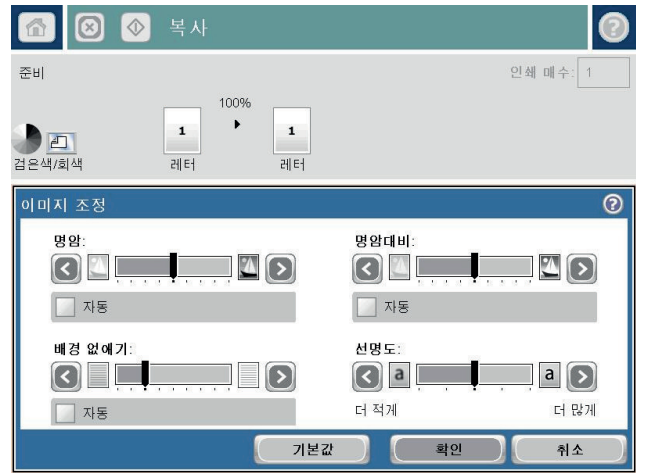 복사
준비
인쇄 매수: 1
100%
1 1
검은색/회색 레터 레터
이미지 조정
명암: 명암대비:
자동 자동
배경 없애기: 선명도:
a a
자동 더 적게 더 많게
기본값 확인 취소